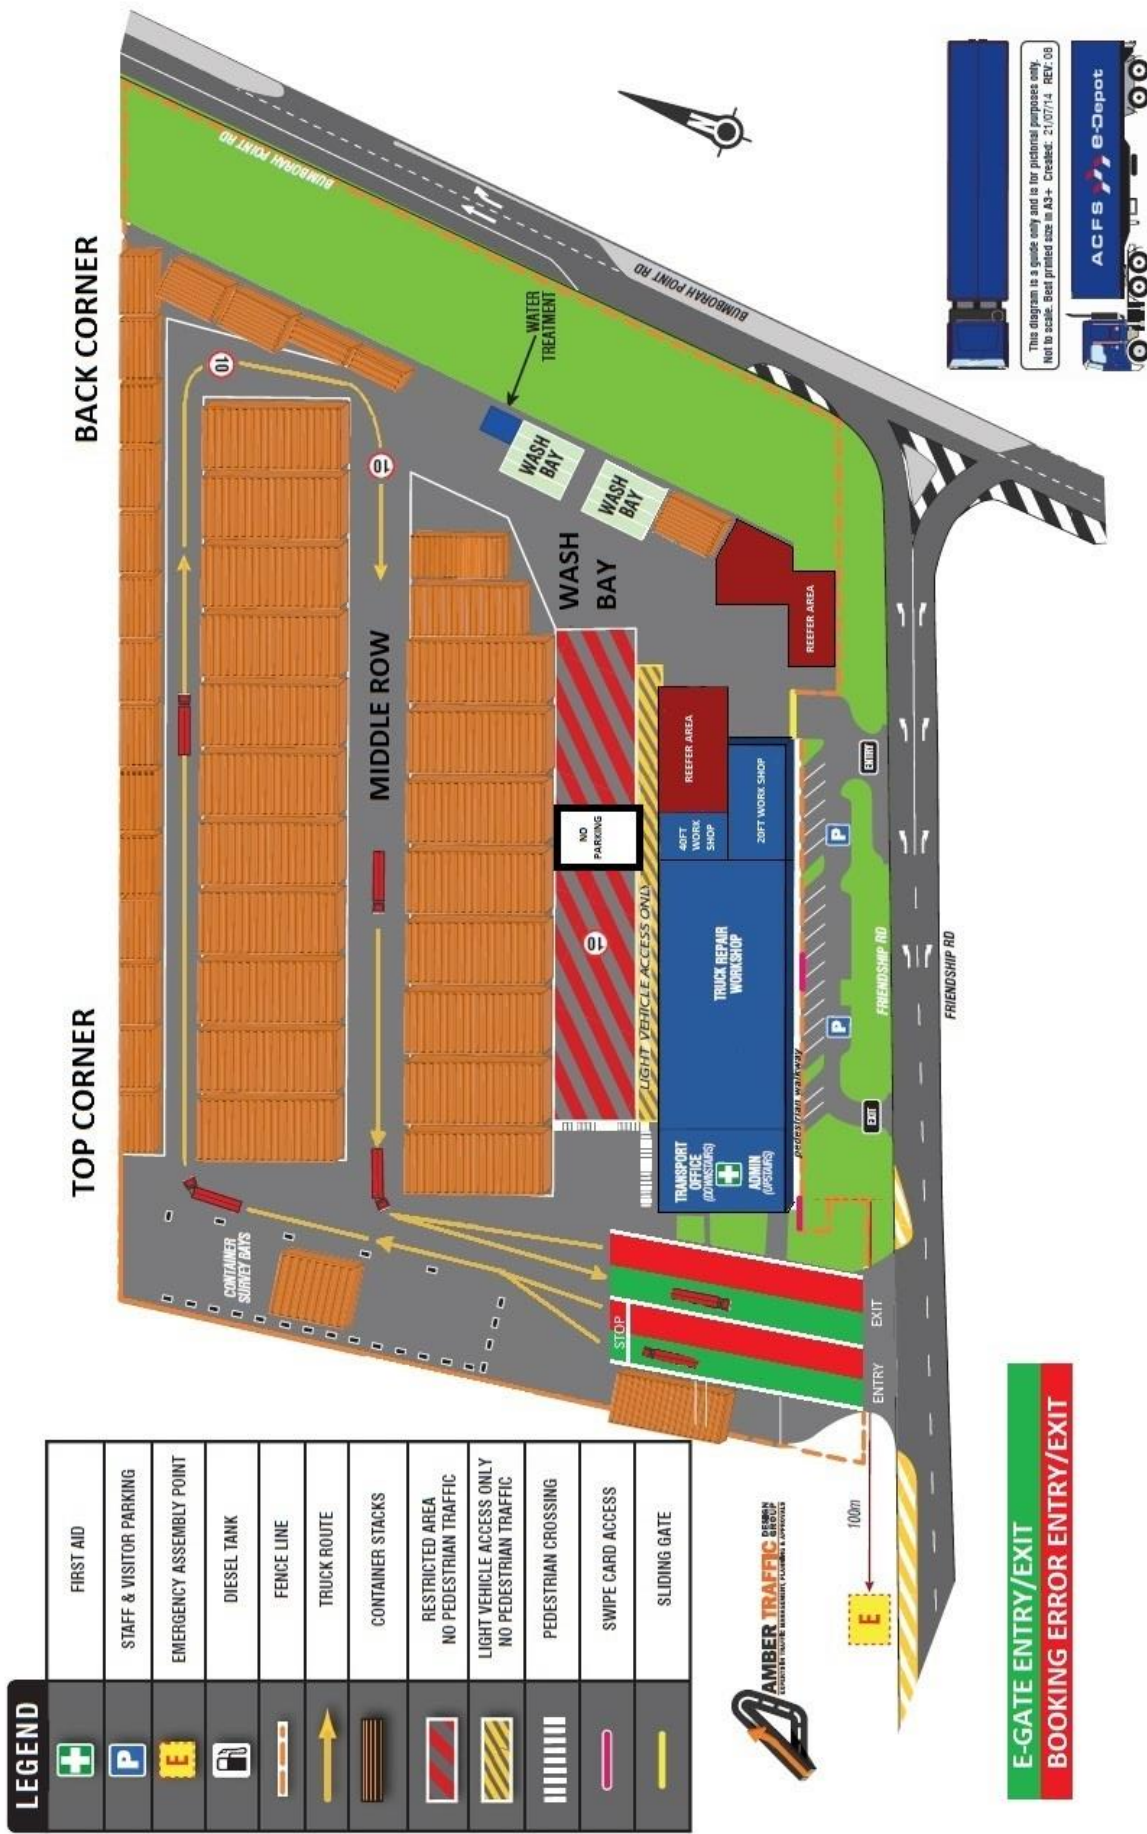 LEGEND
FIRST AID
STAFF & VISITOR PARKING
P
EMERGENCY ASSEMBLY POINT
E
DIESEL TANK
FENCE LINE
TRUCK ROUTE
CONTAINER STACKS
RESTRICTED AREA
NO PEDESTRIAN TRAFFIC
LIGHT VEHICLE ACCESS ONLY
NO PEDESTRIAN TRAFFIC
PEDESTRIAN CROSSING
SWIPE CARD ACCESS
SLIDING GATE
AMBER TRAFFIC DESIGN
GROUP
E
100m
E-GATE ENTRY/EXIT
BOOKING ERROR ENTRY/EXIT
TOP CORNER
BACK CORNER
MIDDLE ROW
CONTAINER
SURVEY BAYS
10
10
BUMBORAH POINT RD
BUMBORAH POINT RD
WATER
TREATMENT
WASH
BAY
WASH
BAY
WASH
BAY
NO
PARKING
10
LIGHT VEHICLE ACCESS ONLY
REEFER AREA
REEFER AREA
40FT
WORK
SHOP
20FT WORK SHOP
TRUCK REPAIR
WORKSHOP
TRANSPORT
OFFICE
(DOWNSTAIRS)
ADMIN
(UPSTAIRS)
pedestrian walkway
P
P
STOP
ENTRY
EXIT
EXIT
ENTRY
FRIENDSHIP RD
FRIENDSHIP RD
This diagram is a guide only and is for pictorial purposes only.
Not to scale. Best printed size in A3+ Created: 21/07/14 REV: 08
ACFS e-Depot